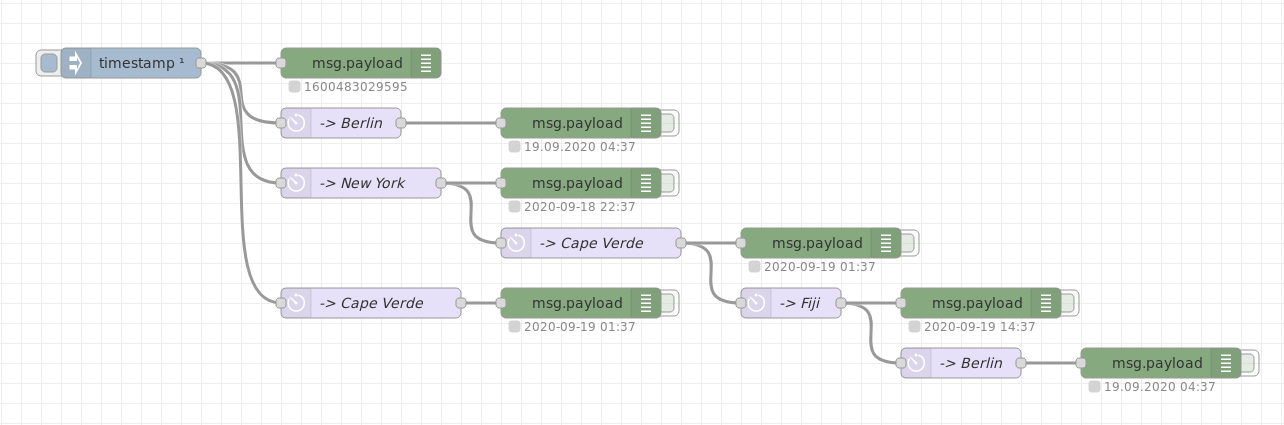 timestamp ¹
msg.payload
1600483029595
-> Berlin
msg.payload
19.09.2020 04:37
-> New York
msg.payload
2020-09-18 22:37
-> Cape Verde
msg.payload
2020-09-19 01:37
-> Cape Verde
msg.payload
2020-09-19 01:37
-> Fiji
msg.payload
2020-09-19 14:37
-> Berlin
msg.payload
19.09.2020 04:37